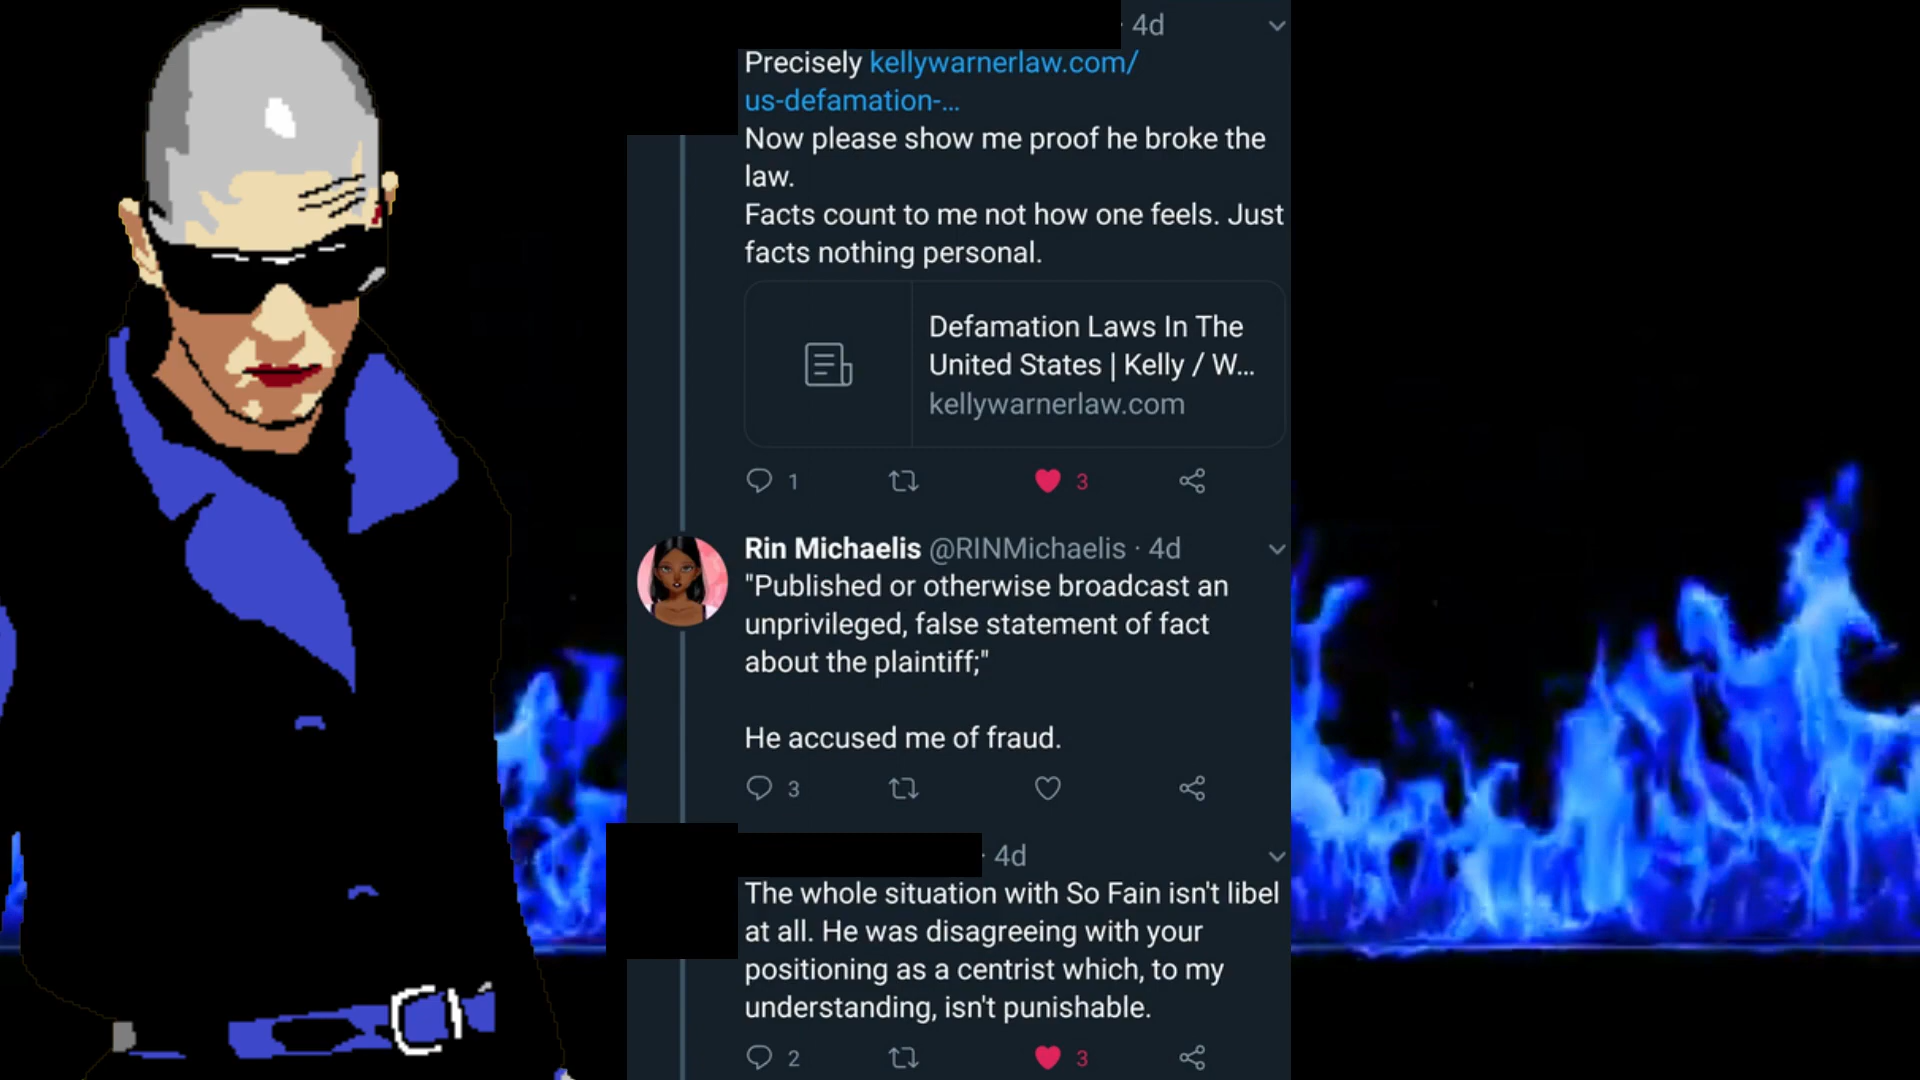 · 4d
Precisely kellywarnerlaw.com/
us-defamation-...
Now please show me proof he broke the
law.
Facts count to me not how one feels. Just
facts nothing personal.
Defamation Laws In The
United States | Kelly / W...
kellywarnerlaw.com
1 3
Rin Michaelis @RINMichaelis · 4d
"Published or otherwise broadcast an
unprivileged, false statement of fact
about the plaintiff;"
He accused me of fraud.
3
· 4d
The whole situation with So Fain isn't libel
at all. He was disagreeing with your
positioning as a centrist which, to my
understanding, isn't punishable.
2 3